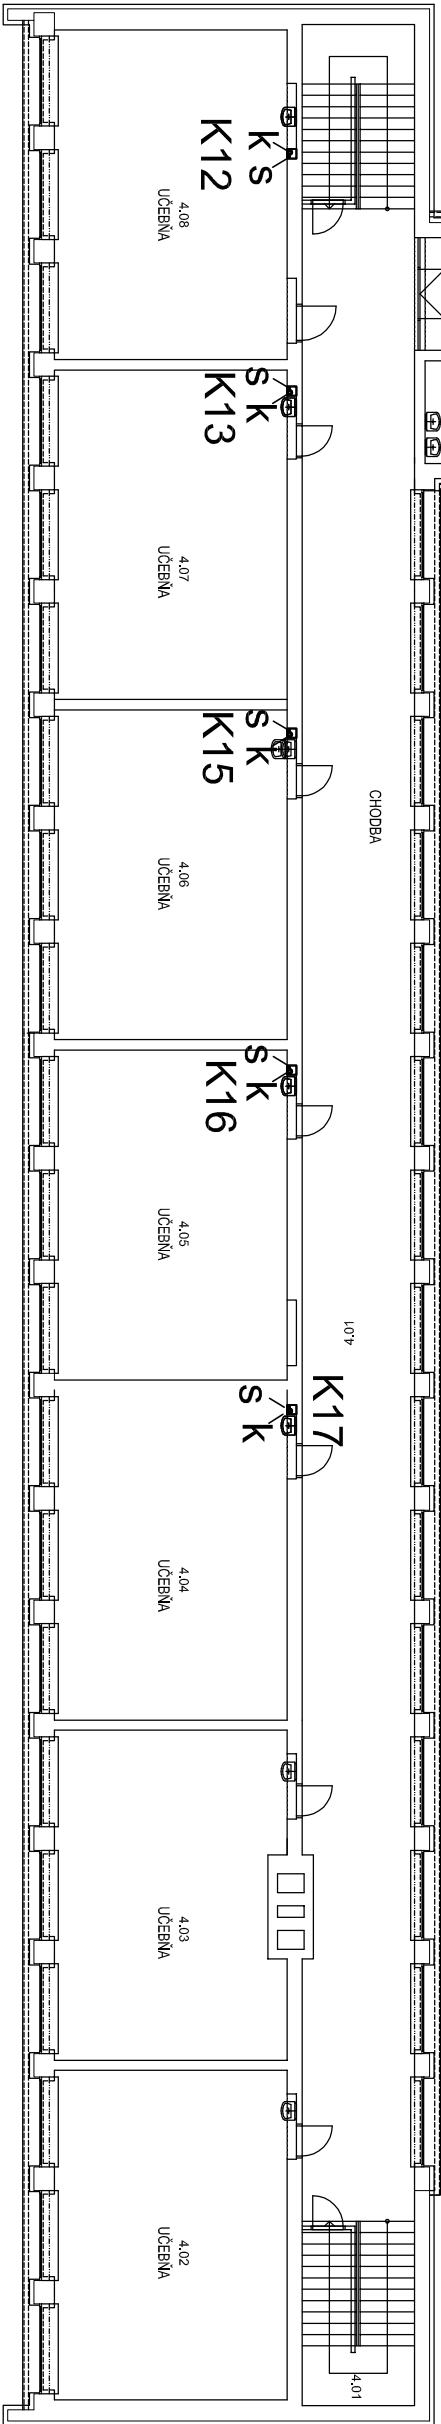 k s
K12
4.08
UČEBŇA
s k
K13
4.07
UČEBŇA
s k
K15
4.06
UČEBŇA
CHODBA
s k
K16
4.05
UČEBŇA
4.01
K17
s k
4.04
UČEBŇA
4.03
UČEBŇA
4.02
UČEBŇA
4.01